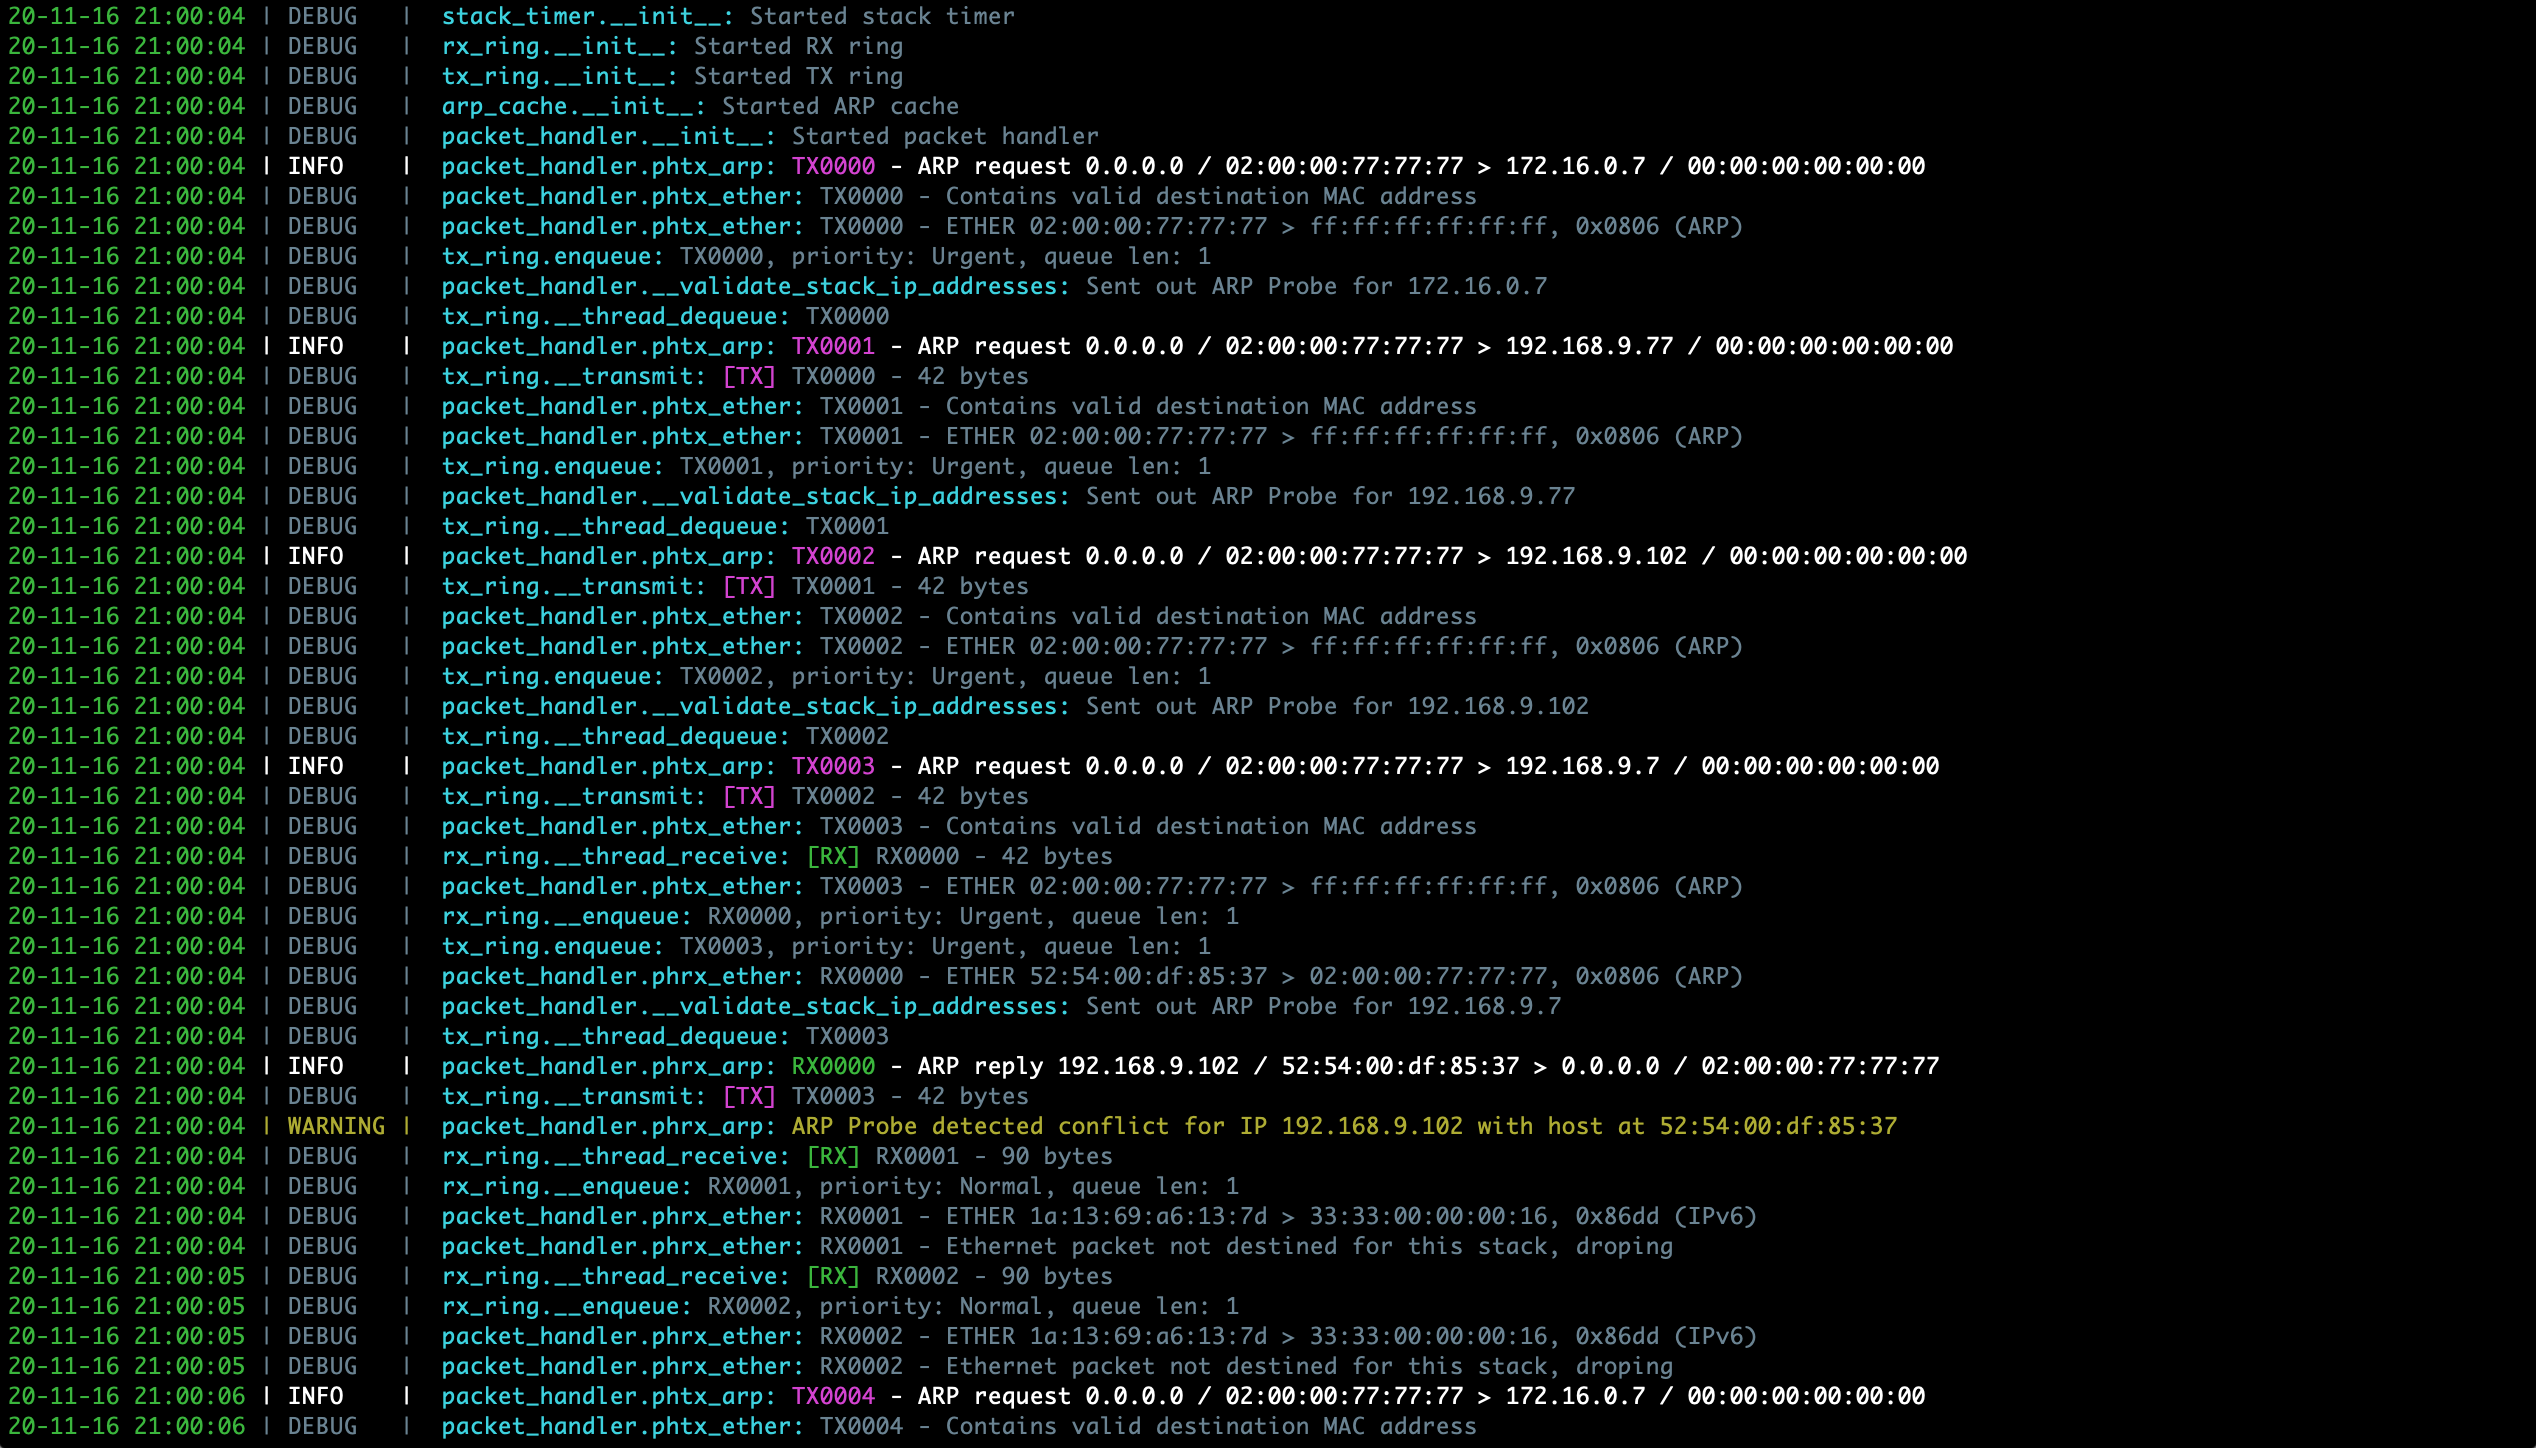 20-11-16 21:00:04 | DEBUG   |  stack_timer.__init__: Started stack timer
20-11-16 21:00:04 | DEBUG   |  rx_ring.__init__: Started RX ring
20-11-16 21:00:04 | DEBUG   |  tx_ring.__init__: Started TX ring
20-11-16 21:00:04 | DEBUG   |  arp_cache.__init__: Started ARP cache
20-11-16 21:00:04 | DEBUG   |  packet_handler.__init__: Started packet handler
20-11-16 21:00:04 | INFO    |  packet_handler.phtx_arp: TX0000 - ARP request 0.0.0.0 / 02:00:00:77:77:77 > 172.16.0.7 / 00:00:00:00:00:00
20-11-16 21:00:04 | DEBUG   |  packet_handler.phtx_ether: TX0000 - Contains valid destination MAC address
20-11-16 21:00:04 | DEBUG   |  packet_handler.phtx_ether: TX0000 - ETHER 02:00:00:77:77:77 > ff:ff:ff:ff:ff:ff, 0x0806 (ARP)
20-11-16 21:00:04 | DEBUG   |  tx_ring.enqueue: TX0000, priority: Urgent, queue len: 1
20-11-16 21:00:04 | DEBUG   |  packet_handler.__validate_stack_ip_addresses: Sent out ARP Probe for 172.16.0.7
20-11-16 21:00:04 | DEBUG   |  tx_ring.__thread_dequeue: TX0000
20-11-16 21:00:04 | INFO    |  packet_handler.phtx_arp: TX0001 - ARP request 0.0.0.0 / 02:00:00:77:77:77 > 192.168.9.77 / 00:00:00:00:00:00
20-11-16 21:00:04 | DEBUG   |  tx_ring.__transmit: [TX] TX0000 - 42 bytes
20-11-16 21:00:04 | DEBUG   |  packet_handler.phtx_ether: TX0001 - Contains valid destination MAC address
20-11-16 21:00:04 | DEBUG   |  packet_handler.phtx_ether: TX0001 - ETHER 02:00:00:77:77:77 > ff:ff:ff:ff:ff:ff, 0x0806 (ARP)
20-11-16 21:00:04 | DEBUG   |  tx_ring.enqueue: TX0001, priority: Urgent, queue len: 1
20-11-16 21:00:04 | DEBUG   |  packet_handler.__validate_stack_ip_addresses: Sent out ARP Probe for 192.168.9.77
20-11-16 21:00:04 | DEBUG   |  tx_ring.__thread_dequeue: TX0001
20-11-16 21:00:04 | INFO    |  packet_handler.phtx_arp: TX0002 - ARP request 0.0.0.0 / 02:00:00:77:77:77 > 192.168.9.102 / 00:00:00:00:00:00
20-11-16 21:00:04 | DEBUG   |  tx_ring.__transmit: [TX] TX0001 - 42 bytes
20-11-16 21:00:04 | DEBUG   |  packet_handler.phtx_ether: TX0002 - Contains valid destination MAC address
20-11-16 21:00:04 | DEBUG   |  packet_handler.phtx_ether: TX0002 - ETHER 02:00:00:77:77:77 > ff:ff:ff:ff:ff:ff, 0x0806 (ARP)
20-11-16 21:00:04 | DEBUG   |  tx_ring.enqueue: TX0002, priority: Urgent, queue len: 1
20-11-16 21:00:04 | DEBUG   |  packet_handler.__validate_stack_ip_addresses: Sent out ARP Probe for 192.168.9.102
20-11-16 21:00:04 | DEBUG   |  tx_ring.__thread_dequeue: TX0002
20-11-16 21:00:04 | INFO    |  packet_handler.phtx_arp: TX0003 - ARP request 0.0.0.0 / 02:00:00:77:77:77 > 192.168.9.7 / 00:00:00:00:00:00
20-11-16 21:00:04 | DEBUG   |  tx_ring.__transmit: [TX] TX0002 - 42 bytes
20-11-16 21:00:04 | DEBUG   |  packet_handler.phtx_ether: TX0003 - Contains valid destination MAC address
20-11-16 21:00:04 | DEBUG   |  rx_ring.__thread_receive: [RX] RX0000 - 42 bytes
20-11-16 21:00:04 | DEBUG   |  packet_handler.phtx_ether: TX0003 - ETHER 02:00:00:77:77:77 > ff:ff:ff:ff:ff:ff, 0x0806 (ARP)
20-11-16 21:00:04 | DEBUG   |  rx_ring.__enqueue: RX0000, priority: Urgent, queue len: 1
20-11-16 21:00:04 | DEBUG   |  tx_ring.enqueue: TX0003, priority: Urgent, queue len: 1
20-11-16 21:00:04 | DEBUG   |  packet_handler.phrx_ether: RX0000 - ETHER 52:54:00:df:85:37 > 02:00:00:77:77:77, 0x0806 (ARP)
20-11-16 21:00:04 | DEBUG   |  packet_handler.__validate_stack_ip_addresses: Sent out ARP Probe for 192.168.9.7
20-11-16 21:00:04 | DEBUG   |  tx_ring.__thread_dequeue: TX0003
20-11-16 21:00:04 | INFO    |  packet_handler.phrx_arp: RX0000 - ARP reply 192.168.9.102 / 52:54:00:df:85:37 > 0.0.0.0 / 02:00:00:77:77:77
20-11-16 21:00:04 | DEBUG   |  tx_ring.__transmit: [TX] TX0003 - 42 bytes
20-11-16 21:00:04 | WARNING |  packet_handler.phrx_arp: ARP Probe detected conflict for IP 192.168.9.102 with host at 52:54:00:df:85:37
20-11-16 21:00:04 | DEBUG   |  rx_ring.__thread_receive: [RX] RX0001 - 90 bytes
20-11-16 21:00:04 | DEBUG   |  rx_ring.__enqueue: RX0001, priority: Normal, queue len: 1
20-11-16 21:00:04 | DEBUG   |  packet_handler.phrx_ether: RX0001 - ETHER 1a:13:69:a6:13:7d > 33:33:00:00:00:16, 0x86dd (IPv6)
20-11-16 21:00:04 | DEBUG   |  packet_handler.phrx_ether: RX0001 - Ethernet packet not destined for this stack, droping
20-11-16 21:00:05 | DEBUG   |  rx_ring.__thread_receive: [RX] RX0002 - 90 bytes
20-11-16 21:00:05 | DEBUG   |  rx_ring.__enqueue: RX0002, priority: Normal, queue len: 1
20-11-16 21:00:05 | DEBUG   |  packet_handler.phrx_ether: RX0002 - ETHER 1a:13:69:a6:13:7d > 33:33:00:00:00:16, 0x86dd (IPv6)
20-11-16 21:00:05 | DEBUG   |  packet_handler.phrx_ether: RX0002 - Ethernet packet not destined for this stack, droping
20-11-16 21:00:06 | INFO    |  packet_handler.phtx_arp: TX0004 - ARP request 0.0.0.0 / 02:00:00:77:77:77 > 172.16.0.7 / 00:00:00:00:00:00
20-11-16 21:00:06 | DEBUG   |  packet_handler.phtx_ether: TX0004 - Contains valid destination MAC address